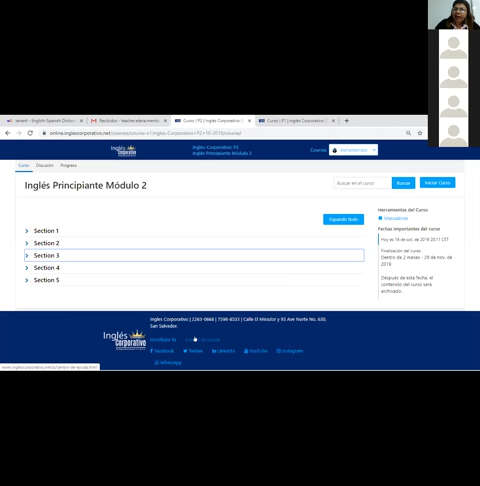 Curso | P2 | Inglés Corporativo
Curso | P1 | Inglés Corporativo
online.inglescorporativo.net/courses/course-v1:Ingles-Corporativo+P2+10-2019/course/
Inglés Corporativo
Ingles-Corporativo: P2
Inglés Principiante Módulo 2
Courses
Curso
Discusión
Progreso
Inglés Principiante Módulo 2
Buscar en el curso
Buscar
Iniciar Curso
Expandir todo
Section 1
Section 2
Section 3
Section 4
Section 5
Herramientas del Curso
Marcadores
Fechas importantes del curso
Hoy es 16 de oct. de 2019 20:11 CST
Finalización del curso
Dentro de 2 meses - 29 de nov. de 2019
Después de esta fecha, el contenido del curso será archivado.
Inglés Corporativo
Inglés Corporativo | 2263-0668 | 7598-8533 | Calle El Mirador y 93 Ave Norte No. 630,
San Salvador.
Facebook
Twitter
LinkedIn
YouTube
Instagram
WhatsApp